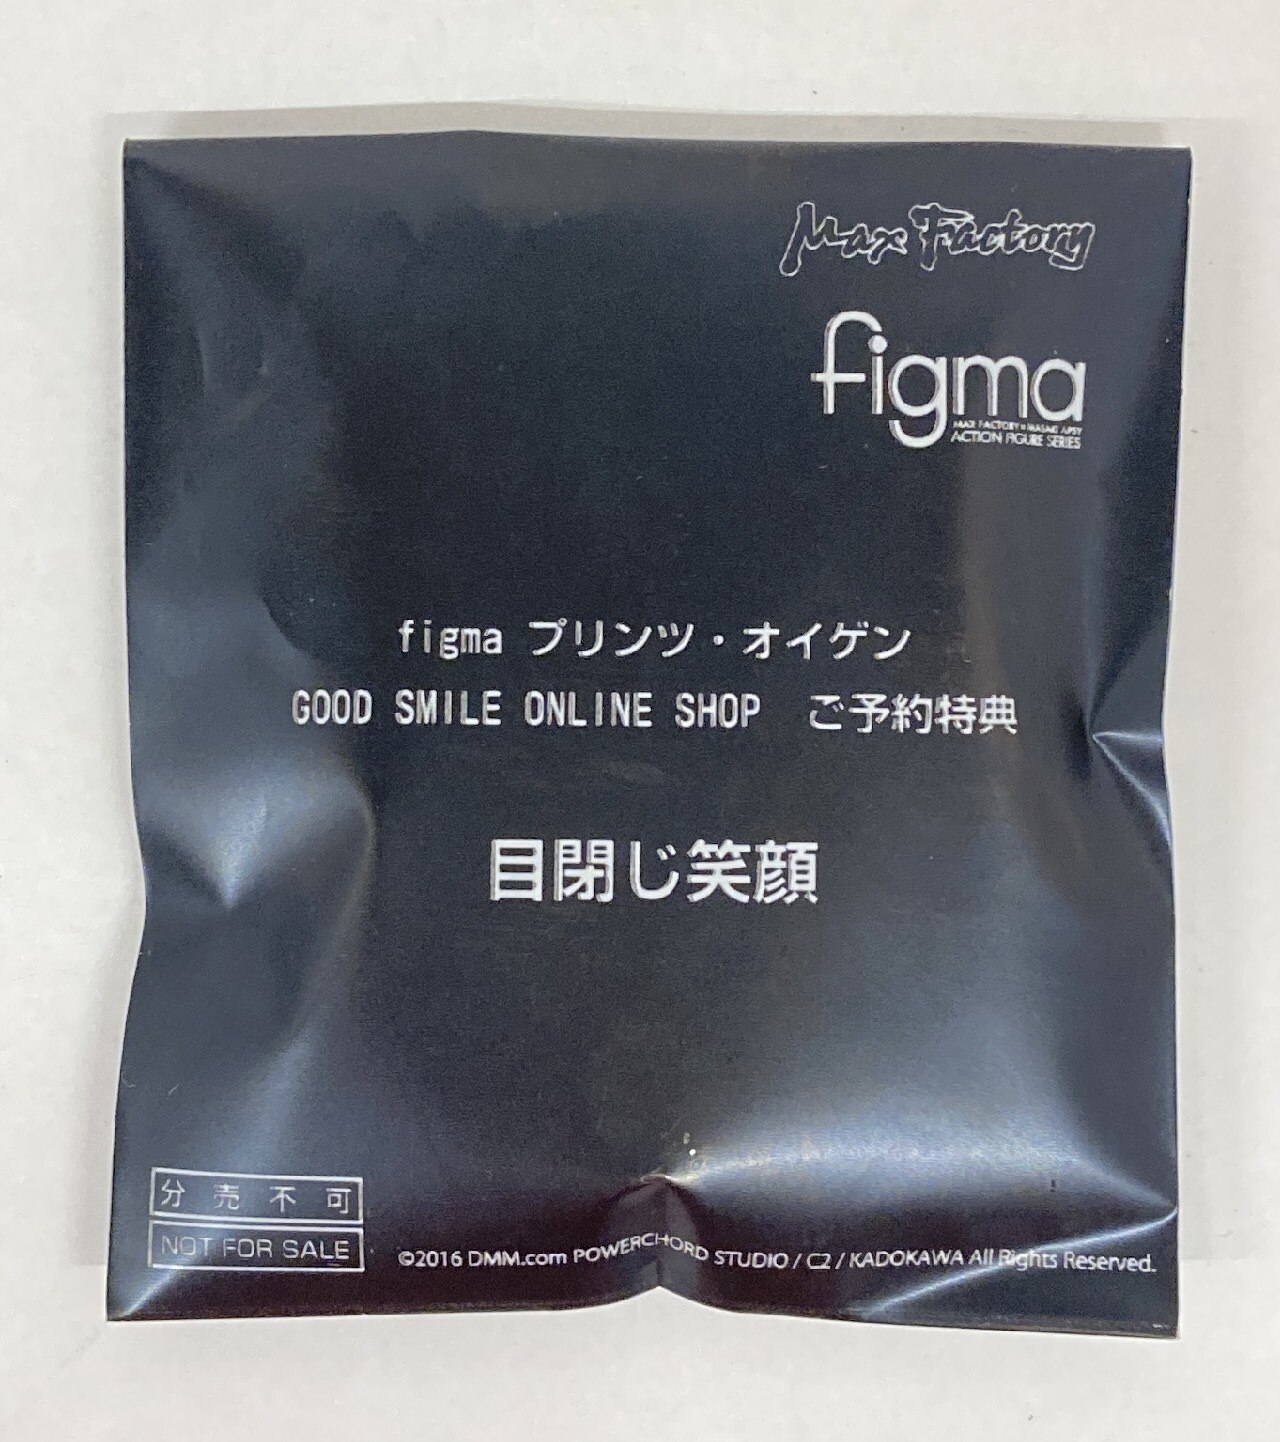 Max Factory
figma
MAX FACTORY × MASAKI APSY
ACTION FIGURE SERIES
figma プリンツ・オイゲン
GOOD SMILE ONLINE SHOP ご予約特典
目閉じ笑顔
分売不可
NOT FOR SALE
©2016 DMM.com POWERCHORD STUDIO / C2 / KADOKAWA All Rights Reserved.